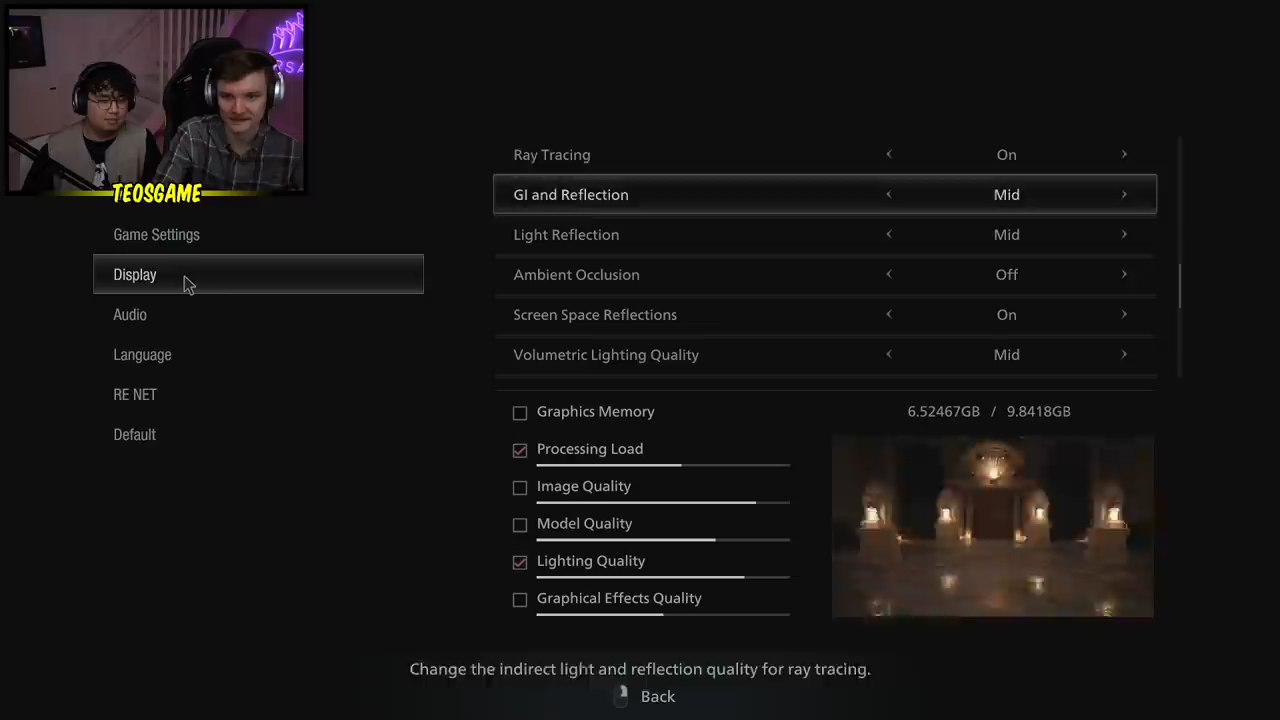 TEOSGAME
Game Settings
Display
Audio
Language
RE NET
Default
Ray Tracing On
GI and Reflection Mid
Light Reflection Mid
Ambient Occlusion Off
Screen Space Reflections On
Volumetric Lighting Quality Mid
Graphics Memory 6.52467GB / 9.8418GB
Processing Load
Image Quality
Model Quality
Lighting Quality
Graphical Effects Quality
Change the indirect light and reflection quality for ray tracing.
Back